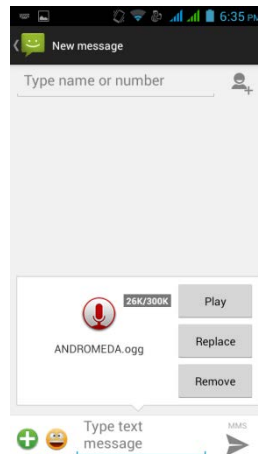 6:35 PM
New message
Type name or number
26K/300K
Play
ANDROMEDA.ogg
Replace
Remove
Type text
message
MMS